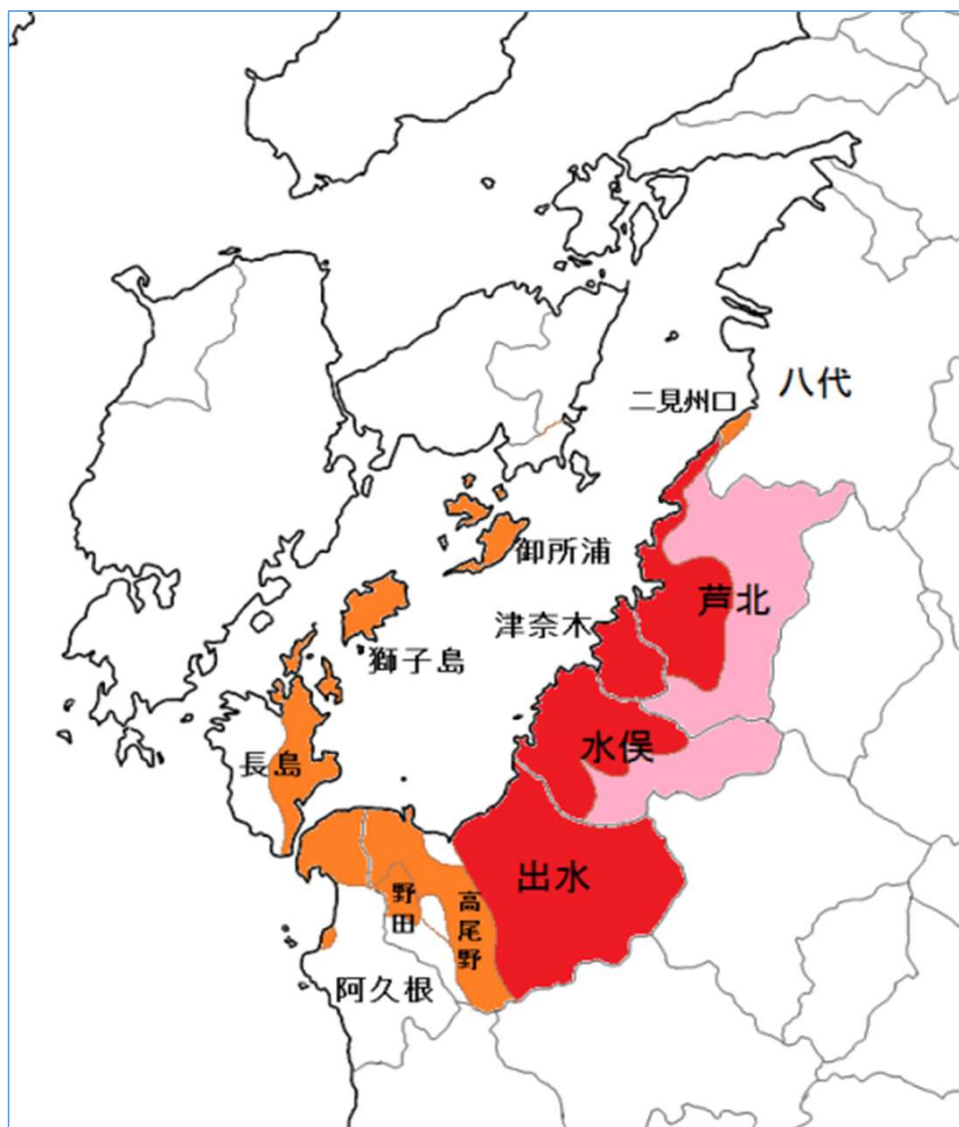 八代
二見州口
御所浦
芦北
津奈木
獅子島
水俣
長島
出水
野田
高尾野
阿久根